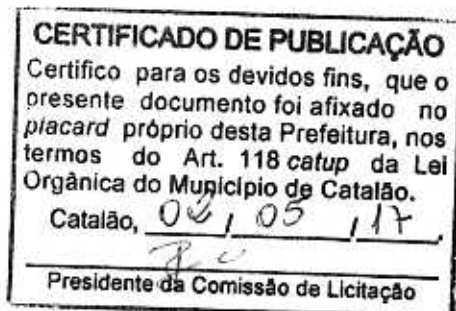 CERTIFICADO DE PUBLICAÇÃO
Certifico para os devidos fins, que o
presente documento foi afixado no
placard próprio desta Prefeitura, nos
termos do Art. 118 catup da Lei
Orgânica do Município de Catalão.
Catalão, 02 / 05 / 17.
Presidente da Comissão de Licitação